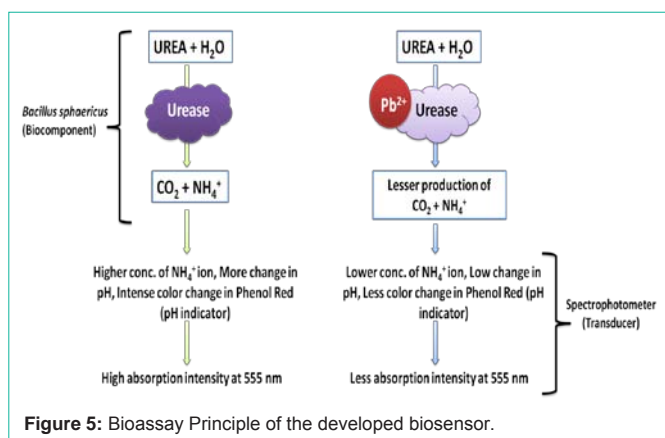 UREA + H₂O
Urease
Bacillus sphaericus
(Biocomponent)
CO₂ + NH₄⁺
Higher conc. of NH₄⁺ ion, More change in
pH, Intense color change in Phenol Red
(pH indicator)
High absorption intensity at 555 nm
UREA + H₂O
Pb²⁺
Urease
Lesser production of
CO₂ + NH₄⁺
Lower conc. of NH₄⁺ ion, Low change in
pH, Less color change in Phenol Red (pH
indicator)
Less absorption intensity at 555 nm
Spectrophotometer
(Transducer)
Figure 5: Bioassay Principle of the developed biosensor.